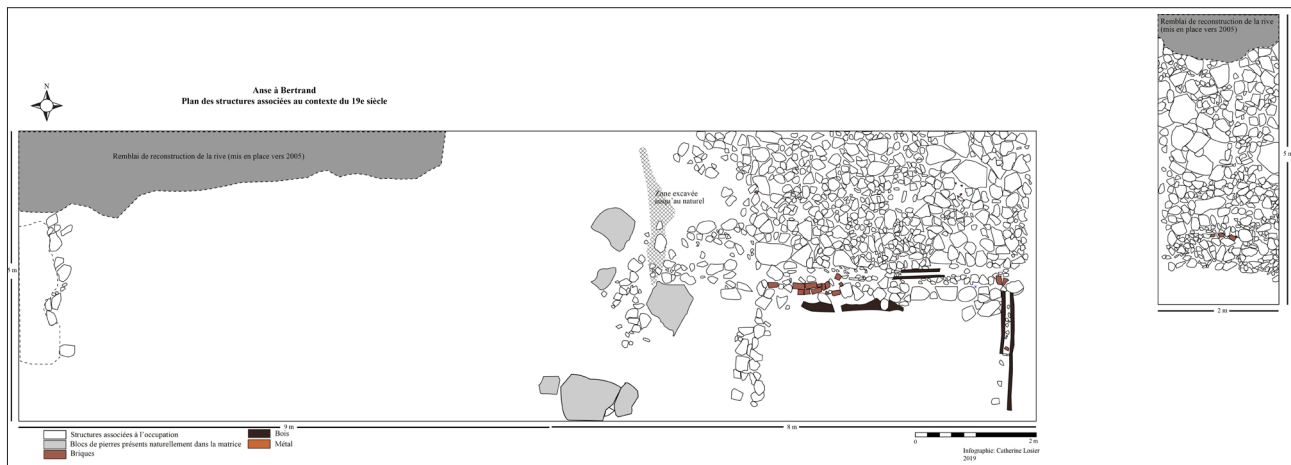 Remblai de reconstruction de la rive
(mis en place vers 2005)
N
Anse à Bertrand
Plan des structures associées au contexte du 19e siècle
Remblai de reconstruction de la rive (mis en place vers 2005)
Zone excavée
jusqu'au naturel
5 m
5 m
2 m
9 m
8 m
Structures associées à l'occupation
Blocs de pierres présents naturellement dans la matrice
Briques
Bois
Métal
0 2 m
Infographie: Catherine Losier
2019